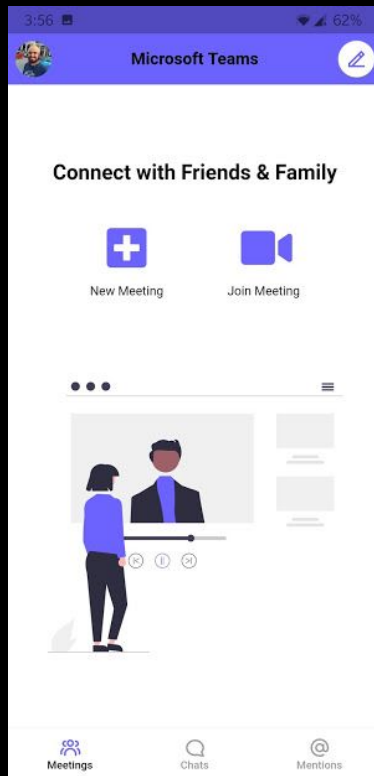 3:56 62%
Microsoft Teams
Connect with Friends & Family
New Meeting Join Meeting
Meetings Chats Mentions